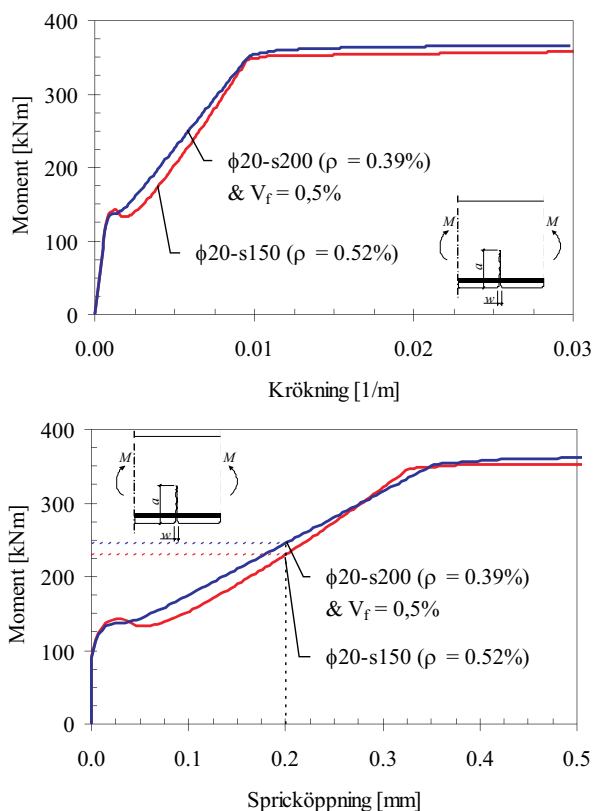 Moment [kNm]
400
300
200
100
0
ϕ20-s200 (ρ = 0.39%)
& V_f = 0,5%
ϕ20-s150 (ρ = 0.52%)
M
M
a
w
0.00
0.01
0.02
0.03
Krökning [1/m]
Moment [kNm]
400
300
200
100
0
M
M
a
w
ϕ20-s200 (ρ = 0.39%)
& V_f = 0,5%
ϕ20-s150 (ρ = 0.52%)
0.0
0.1
0.2
0.3
0.4
0.5
Spricköppning [mm]